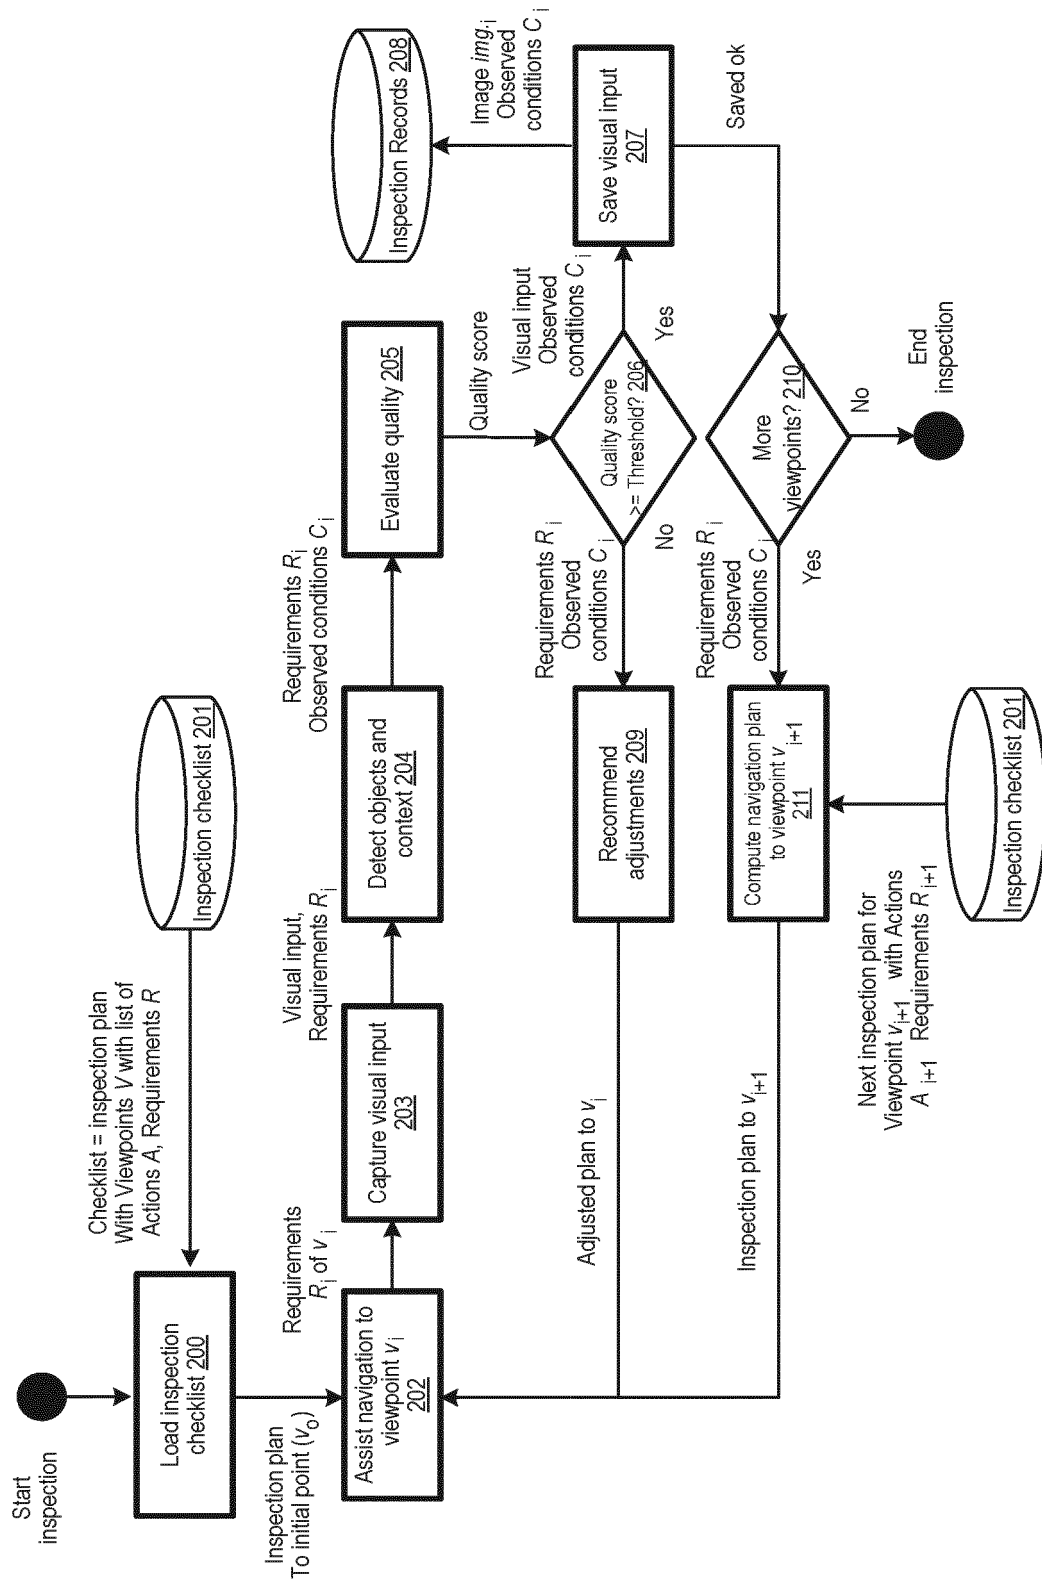 Start
inspection
Load inspection
checklist 200
Checklist = inspection plan
With Viewpoints V with list of
Actions A, Requirements R
Inspection checklist 201
Inspection plan
To initial point (v0)
Assist navigation to
viewpoint vi
202
Requirements
Ri of vi
Capture visual input
203
Visual input,
Requirements Ri
Detect objects and
context 204
Requirements Ri
Observed conditions Ci
Evaluate quality 205
Quality score
Quality score
>= Threshold? 206
Yes
Visual input
Observed
conditions Ci
Save visual input
207
Image img.i
Observed
conditions Ci
Inspection Records 208
Saved ok
No
Requirements Ri
Observed
conditions Ci
Recommend
adjustments 209
Adjusted plan to vi
More
viewpoints? 210
No
End
inspection
Yes
Requirements Ri
Observed
conditions Ci
Compute navigation plan
to viewpoint vi+1
211
Inspection plan to vi+1
Next inspection plan for
Viewpoint vi+1 with Actions
Ai+1 Requirements Ri+1
Inspection checklist 201